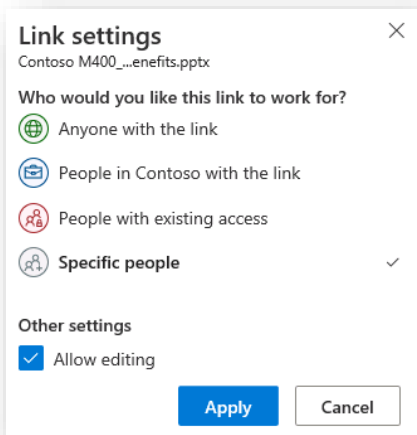 Link settings
Contoso M400_...enefits.pptx
Who would you like this link to work for?
Anyone with the link
People in Contoso with the link
People with existing access
Specific people
Other settings
Allow editing
Apply
Cancel